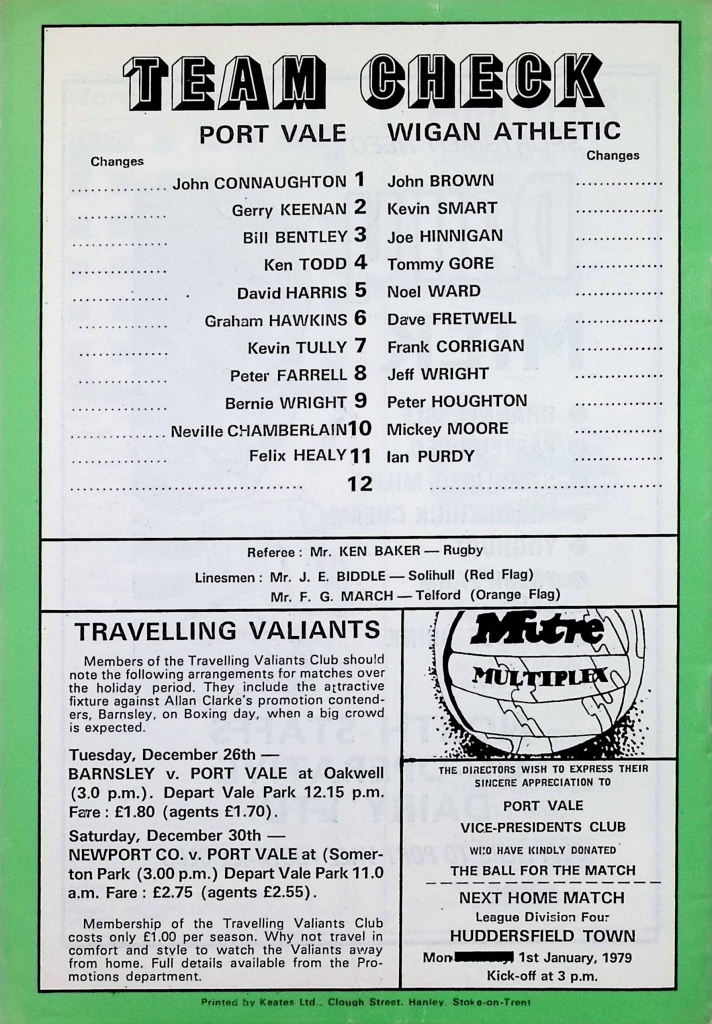 TEAM CHECK
PORT VALE WIGAN ATHLETIC
Changes Changes
John CONNAUGHTON 1 John BROWN
Gerry KEENAN 2 Kevin SMART
Bill BENTLEY 3 Joe HINNIGAN
Ken TODD 4 Tommy GORE
David HARRIS 5 Noel WARD
Graham HAWKINS 6 Dave FRETWELL
Kevin TULLY 7 Frank CORRIGAN
Peter FARRELL 8 Jeff WRIGHT
Bernie WRIGHT 9 Peter HOUGHTON
Neville CHAMBERLAIN 10 Mickey MOORE
Felix HEALY 11 Ian PURDY
12
Referee : Mr. KEN BAKER — Rugby
Linesmen : Mr. J. E. BIDDLE — Solihull (Red Flag)
Mr. F. G. MARCH — Telford (Orange Flag)
TRAVELLING VALIANTS
Members of the Travelling Valiants Club should
note the following arrangements for matches over
the holiday period. They include the attractive
fixture against Allan Clarke's promotion contend-
ers, Barnsley, on Boxing day, when a big crowd
is expected.
Tuesday, December 26th —
BARNSLEY v. PORT VALE at Oakwell
(3.0 p.m.). Depart Vale Park 12.15 p.m.
Fare : £1.80 (agents £1.70).
Saturday, December 30th —
NEWPORT CO. v. PORT VALE at (Somer-
ton Park (3.00 p.m.) Depart Vale Park 11.0
a.m. Fare : £2.75 (agents £2.55).
Membership of the Travelling Valiants Club
costs only £1.00 per season. Why not travel in
comfort and style to watch the Valiants away
from home. Full details available from the Pro-
motions department.
Mitre
MULTIPLEX
THE DIRECTORS WISH TO EXPRESS THEIR
SINCERE APPRECIATION TO
PORT VALE
VICE-PRESIDENTS CLUB
WHO HAVE KINDLY DONATED
THE BALL FOR THE MATCH
NEXT HOME MATCH
League Division Four
HUDDERSFIELD TOWN
Mon 1st January, 1979
Kick-off at 3 p.m.
Printed by Keates Ltd., Clough Street, Hanley, Stoke-on-Trent